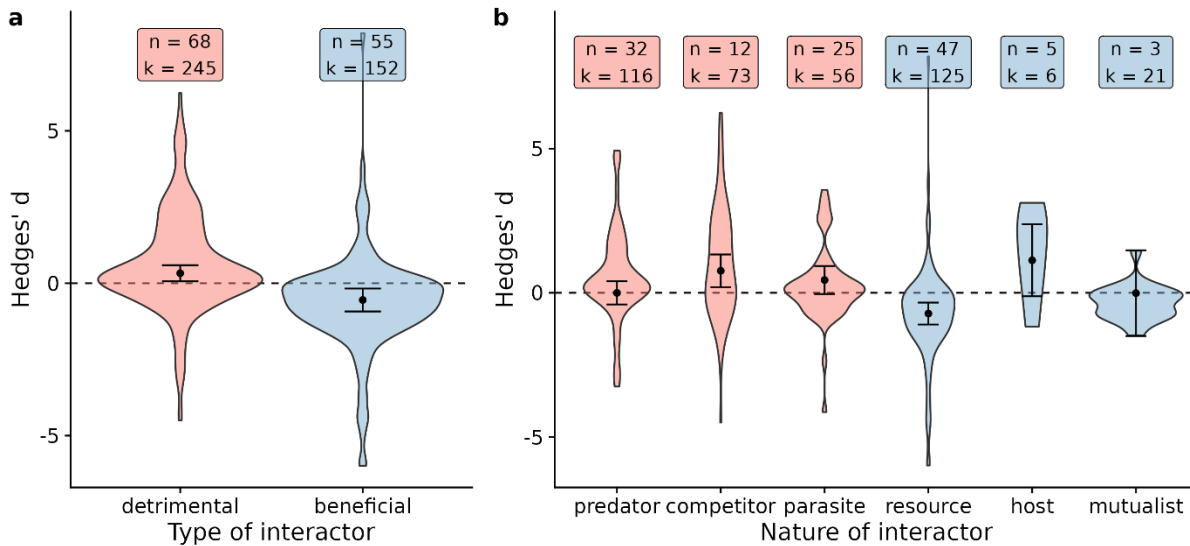 a
n = 68
k = 245
n = 55
k = 152
5
0
-5
Hedges' d
detrimental
beneficial
Type of interactor
b
n = 32
k = 116
n = 12
k = 73
n = 25
k = 56
n = 47
k = 125
n = 5
k = 6
n = 3
k = 21
5
0
-5
Hedges' d
predator
competitor
parasite
resource
host
mutualist
Nature of interactor